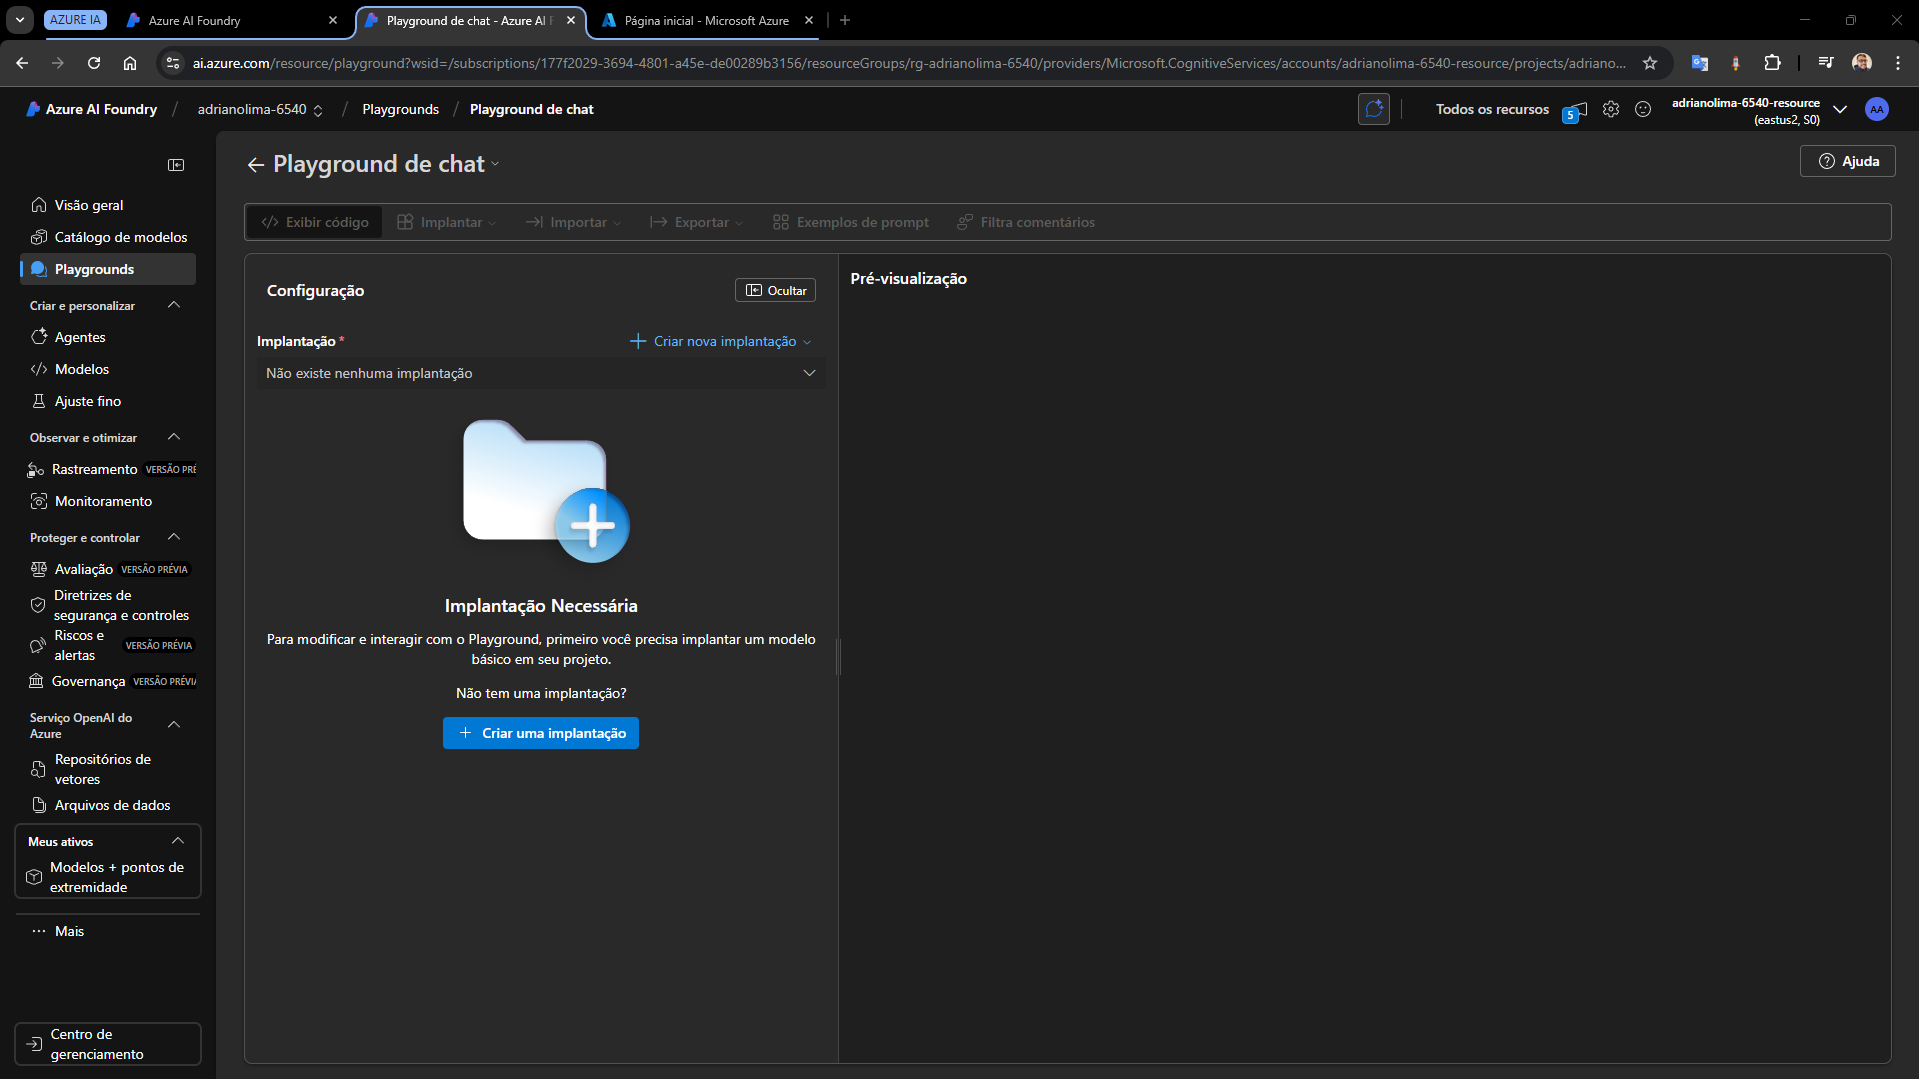 AZURE IA
Azure AI Foundry
Playground de chat - Azure AI F
Página inicial - Microsoft Azure
ai.azure.com/resource/playground?wsid=/subscriptions/177f2029-3694-4801-a45e-de00289b3156/resourceGroups/rg-adrianolima-6540/providers/Microsoft.CognitiveServices/accounts/adrianolima-6540-resource/projects/adriano...
Azure AI Foundry / adrianolima-6540 / Playgrounds / Playground de chat
Todos os recursos
5
adrianolima-6540-resource
(eastus2, S0)
AA
Playground de chat
Ajuda
Visão geral
Catálogo de modelos
Playgrounds
Criar e personalizar
Agentes
Modelos
Ajuste fino
Observar e otimizar
Rastreamento VERSÃO PRÉ
Monitoramento
Proteger e controlar
Avaliação VERSÃO PRÉVIA
Diretrizes de
segurança e controles
Riscos e
alertas VERSÃO PRÉVIA
Governança VERSÃO PRÉVIA
Serviço OpenAI do
Azure
Repositórios de
vetores
Arquivos de dados
Meus ativos
Modelos + pontos de
extremidade
Mais
Centro de
gerenciamento
Exibir código
Implantar
Importar
Exportar
Exemplos de prompt
Filtra comentários
Configuração
Ocultar
Implantação *
Criar nova implantação
Não existe nenhuma implantação
Implantação Necessária
Para modificar e interagir com o Playground, primeiro você precisa implantar um modelo
básico em seu projeto.
Não tem uma implantação?
Criar uma implantação
Pré-visualização